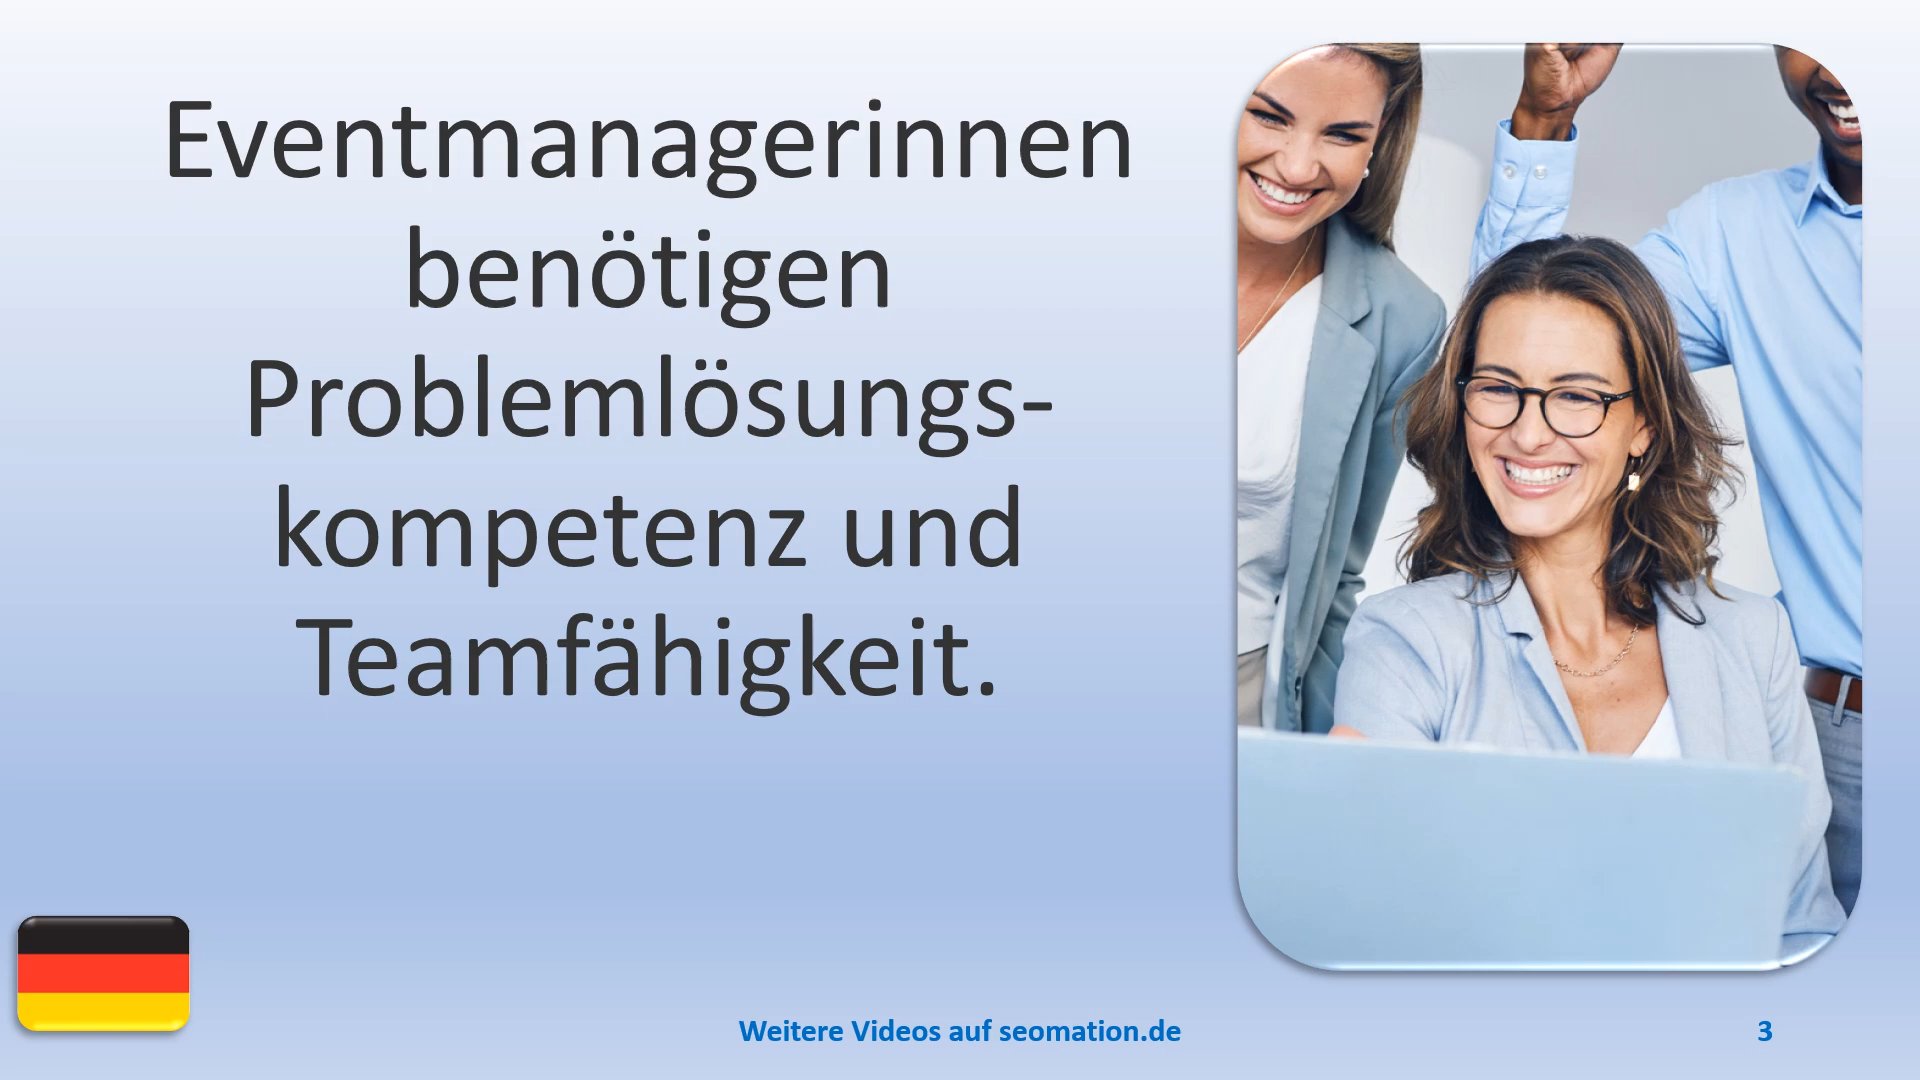 Eventmanagerinnen
benötigen
Problemlösungs-
kompetenz und
Teamfähigkeit.
Weitere Videos auf seomation.de
3